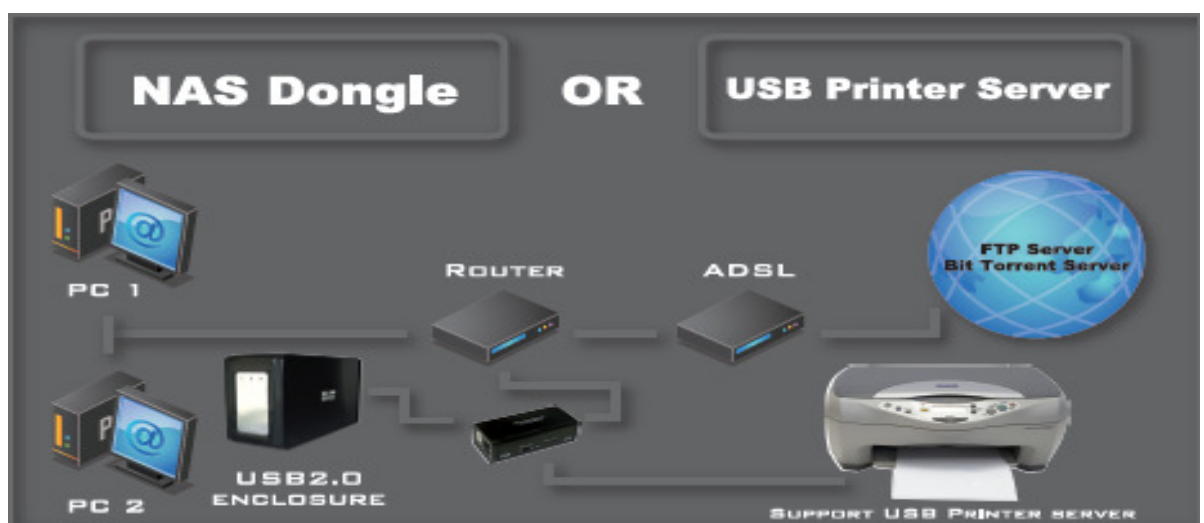 NAS Dongle OR USB Printer Server
FTP Server
Bit Torrent Server
ROUTER
ADSL
PC 1
USB2.0
ENCLOSURE
PC 2
SUPPORT USB PRINTER SERVER